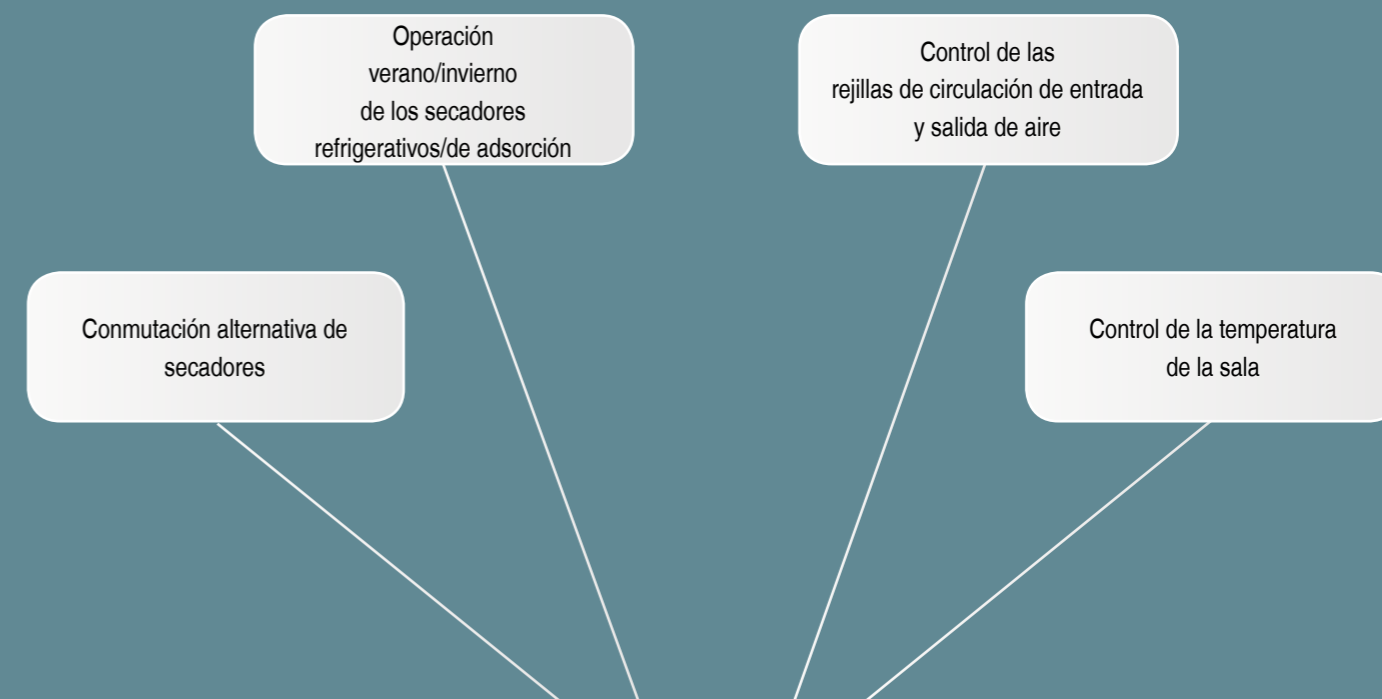 Operación
verano/invierno
de los secadores
refrigerativos/de adsorción
Control de las
rejillas de circulación de entrada
y salida de aire
Conmutación alternativa de
secadores
Control de la temperatura
de la sala